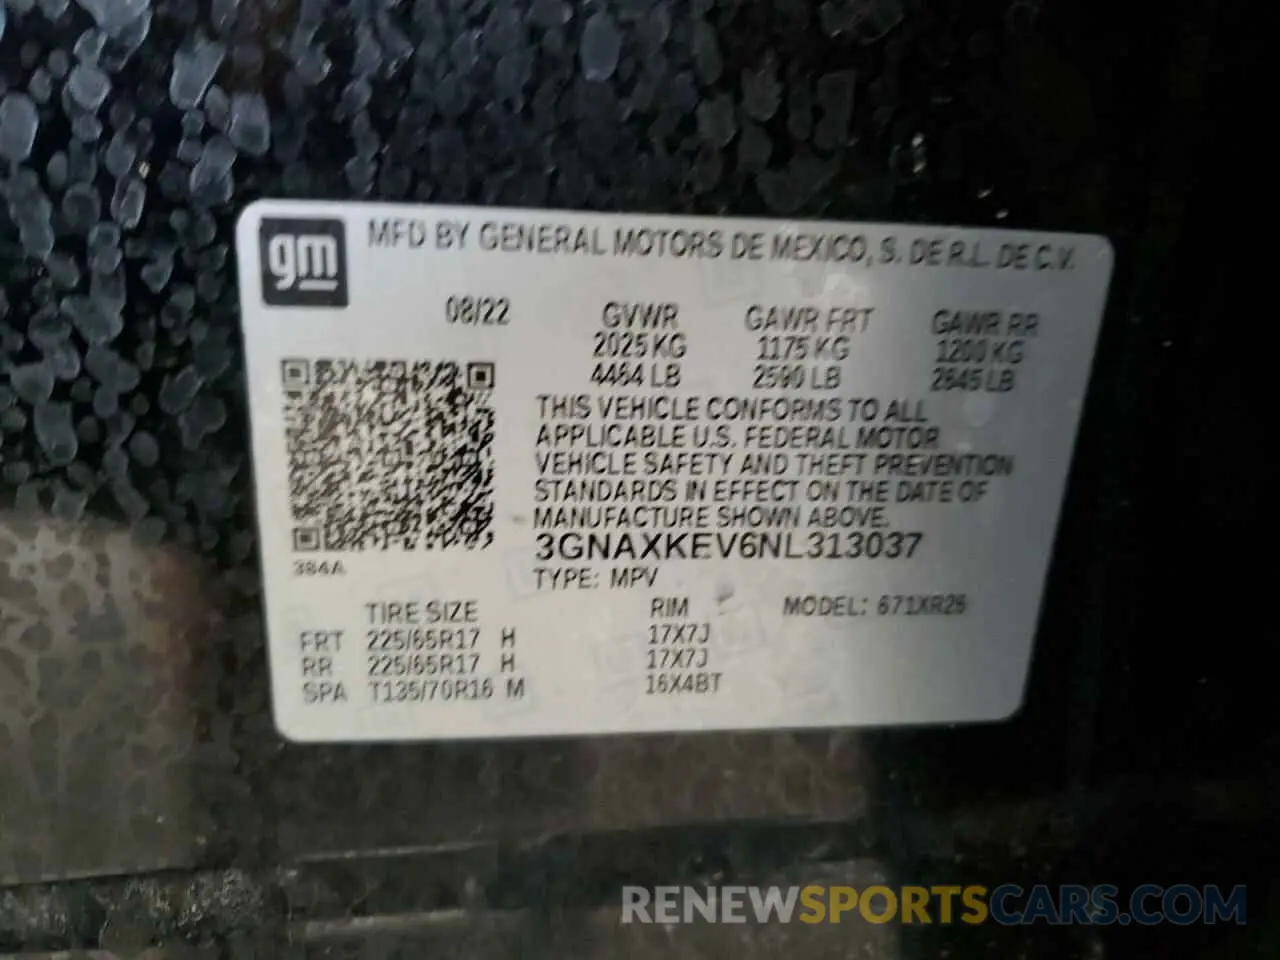 gm
MFD BY GENERAL MOTORS DE MEXICO, S. DE R.L. DE C.V.
08/22 GVWR GAWR FRT GAWR RR
2025 KG 1175 KG 1200 KG
4464 LB 2590 LB 2645 LB
THIS VEHICLE CONFORMS TO ALL
APPLICABLE U.S. FEDERAL MOTOR
VEHICLE SAFETY AND THEFT PREVENTION
STANDARDS IN EFFECT ON THE DATE OF
MANUFACTURE SHOWN ABOVE.
3GNAXKEV6NL313037
384A
TYPE: MPV
TIRE SIZE RIM MODEL: 671XR26
FRT 225/65R17 H 17X7J
RR 225/65R17 H 17X7J
SPA T135/70R16 M 16X4BT
RENEWSPORTSCARS.COM